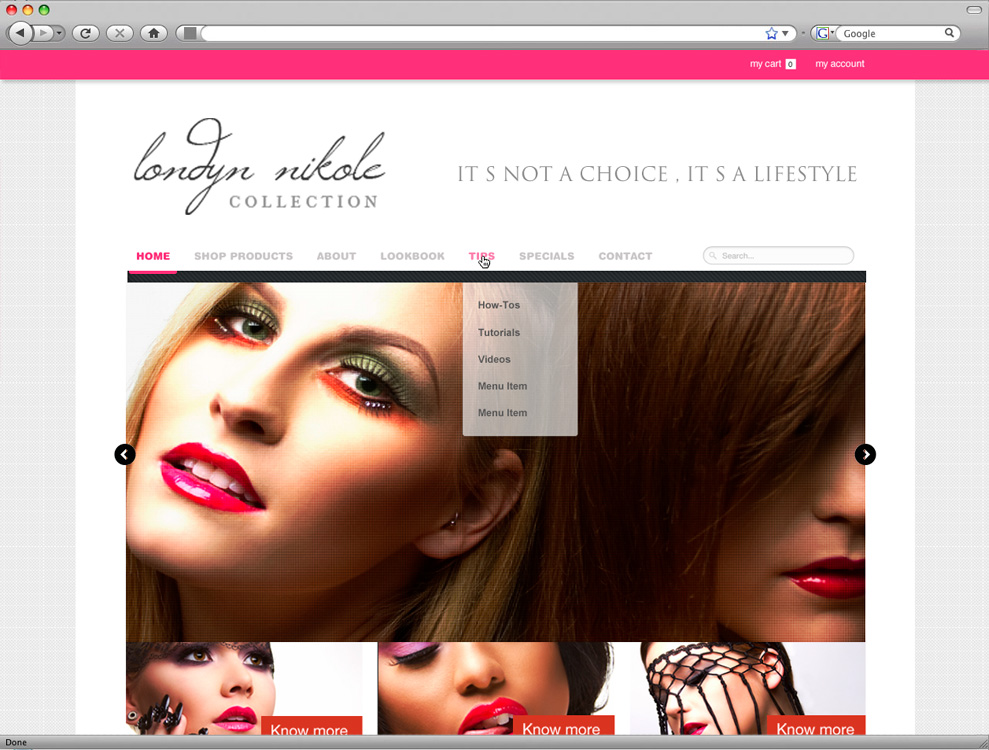 Google
my cart 0
my account
londyn nikole
COLLECTION
IT S NOT A CHOICE , IT S A LIFESTYLE
HOME SHOP PRODUCTS ABOUT LOOKBOOK TIPS SPECIALS CONTACT
Search...
How-Tos
Tutorials
Videos
Menu Item
Menu Item
Know more
Know more
Know more
Done